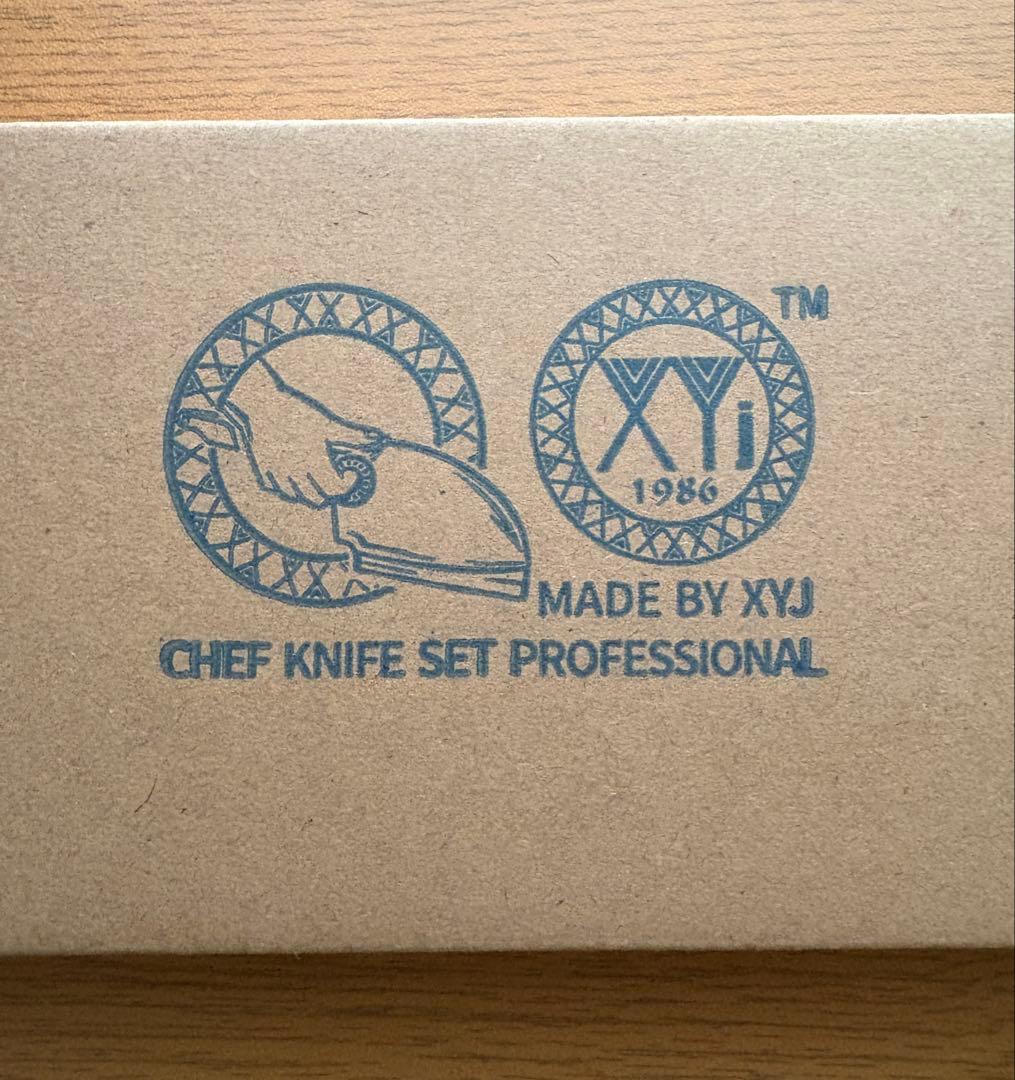 XYi
TM
1986
MADE BY XYJ
CHEF KNIFE SET PROFESSIONAL